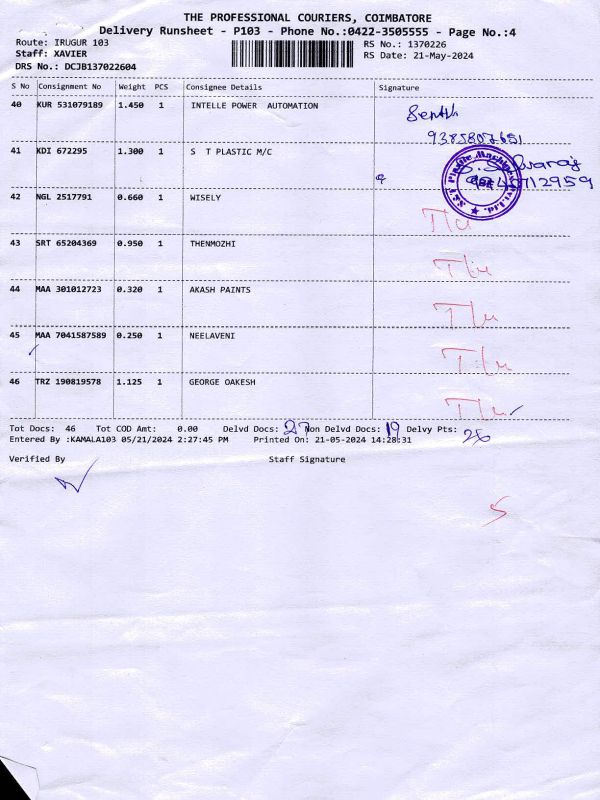 THE PROFESSIONAL COURIERS, COIMBATORE
Delivery Runsheet - P103 - Phone No.:0422-3505555 - Page No.:4
Route: IRUGUR 103 RS No.: 1370226
Staff: XAVIER RS Date: 21-May-2024
DRS No.: DCJB137022604
S No Consignment No Weight PCS Consignee Details Signature
40 KUR 531079189 1.450 1 INTELLE POWER AUTOMATION
9385807651
41 KDI 672295 1.300 1 S T PLASTIC M/C
42 NGL 2517791 0.660 1 WISELY
43 SRT 65204369 0.950 1 THENMOZHI
44 MAA 301012723 0.320 1 AKASH PAINTS
45 MAA 7041587589 0.250 1 NEELAVENI
46 TRZ 190819578 1.125 1 GEORGE OAKESH
Tot Docs: 46 Tot COD Amt: 0.00 Delvd Docs: 27 Non Delvd Docs: 19 Delvy Pts: 26
Entered By :KAMALA103 05/21/2024 2:27:45 PM Printed On: 21-05-2024 14:28:31
Verified By Staff Signature